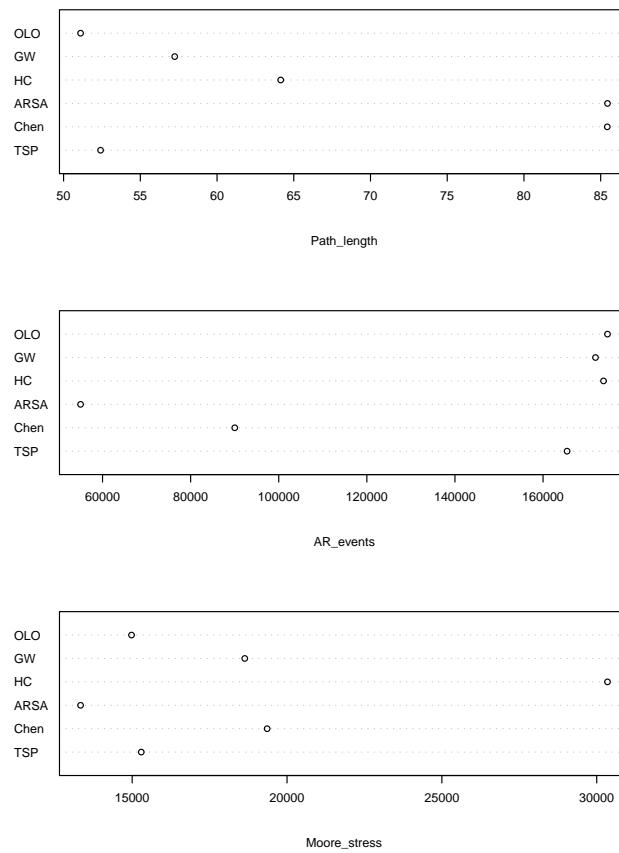 OLO
GW
HC
ARSA
Chen
TSP
50 55 60 65 70 75 80 85
Path_length
OLO
GW
HC
ARSA
Chen
TSP
60000 80000 100000 120000 140000 160000
AR_events
OLO
GW
HC
ARSA
Chen
TSP
15000 20000 25000 30000
Moore_stress